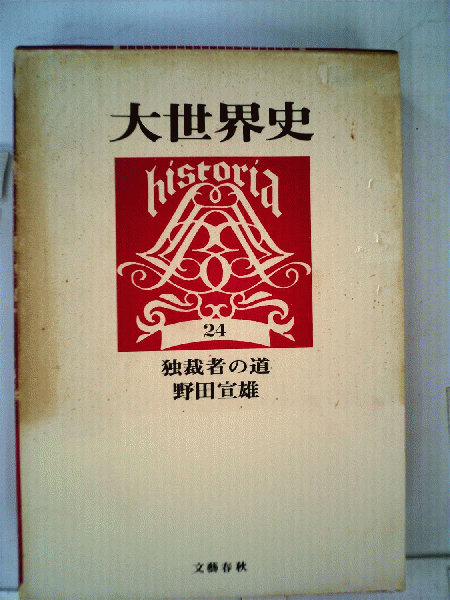 大世界史
historia
24
独裁者の道
野田宣雄
文藝春秋